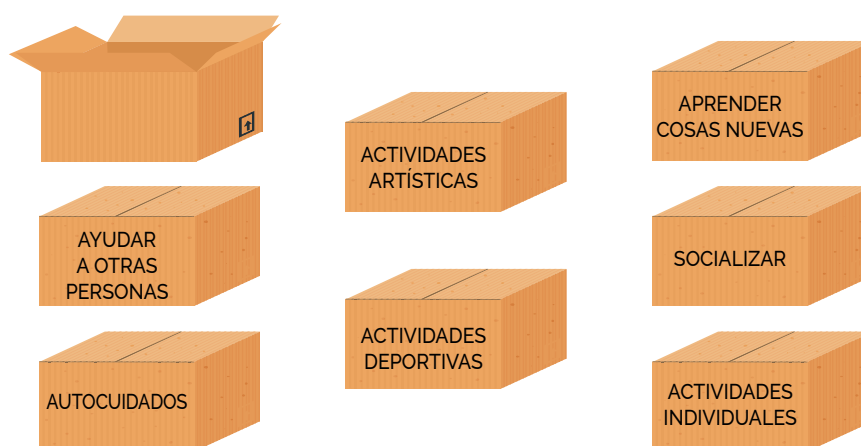 AYUDAR
A OTRAS
PERSONAS
AUTOCUIDADOS
ACTIVIDADES
ARTÍSTICAS
ACTIVIDADES
DEPORTIVAS
APRENDER
COSAS NUEVAS
SOCIALIZAR
ACTIVIDADES
INDIVIDUALES